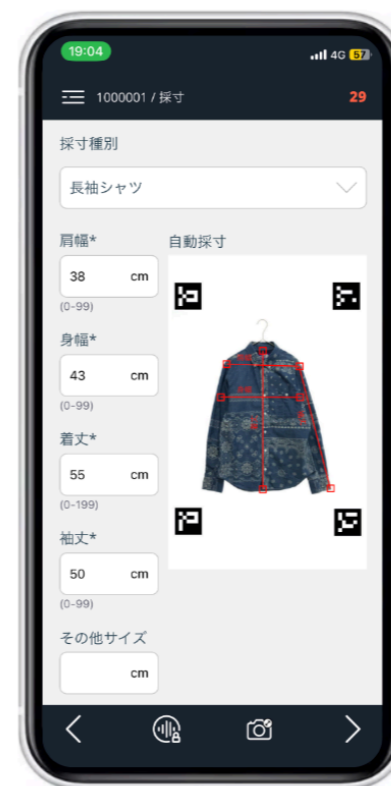 19:04
4G 57
1000001 / 採寸
29
採寸種別
長袖シャツ
肩幅*
自動採寸
38 cm
(0-99)
身幅*
43 cm
(0-99)
着丈*
55 cm
(0-199)
袖丈*
50 cm
(0-99)
その他サイズ
cm